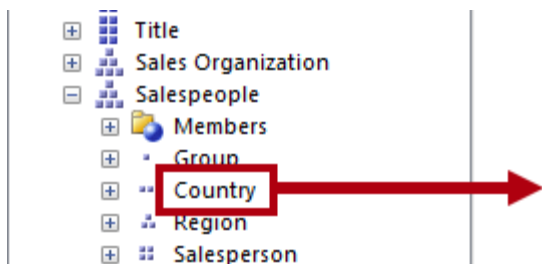 Title
Sales Organization
Salespeople
Members
Group
Country
Region
Salesperson